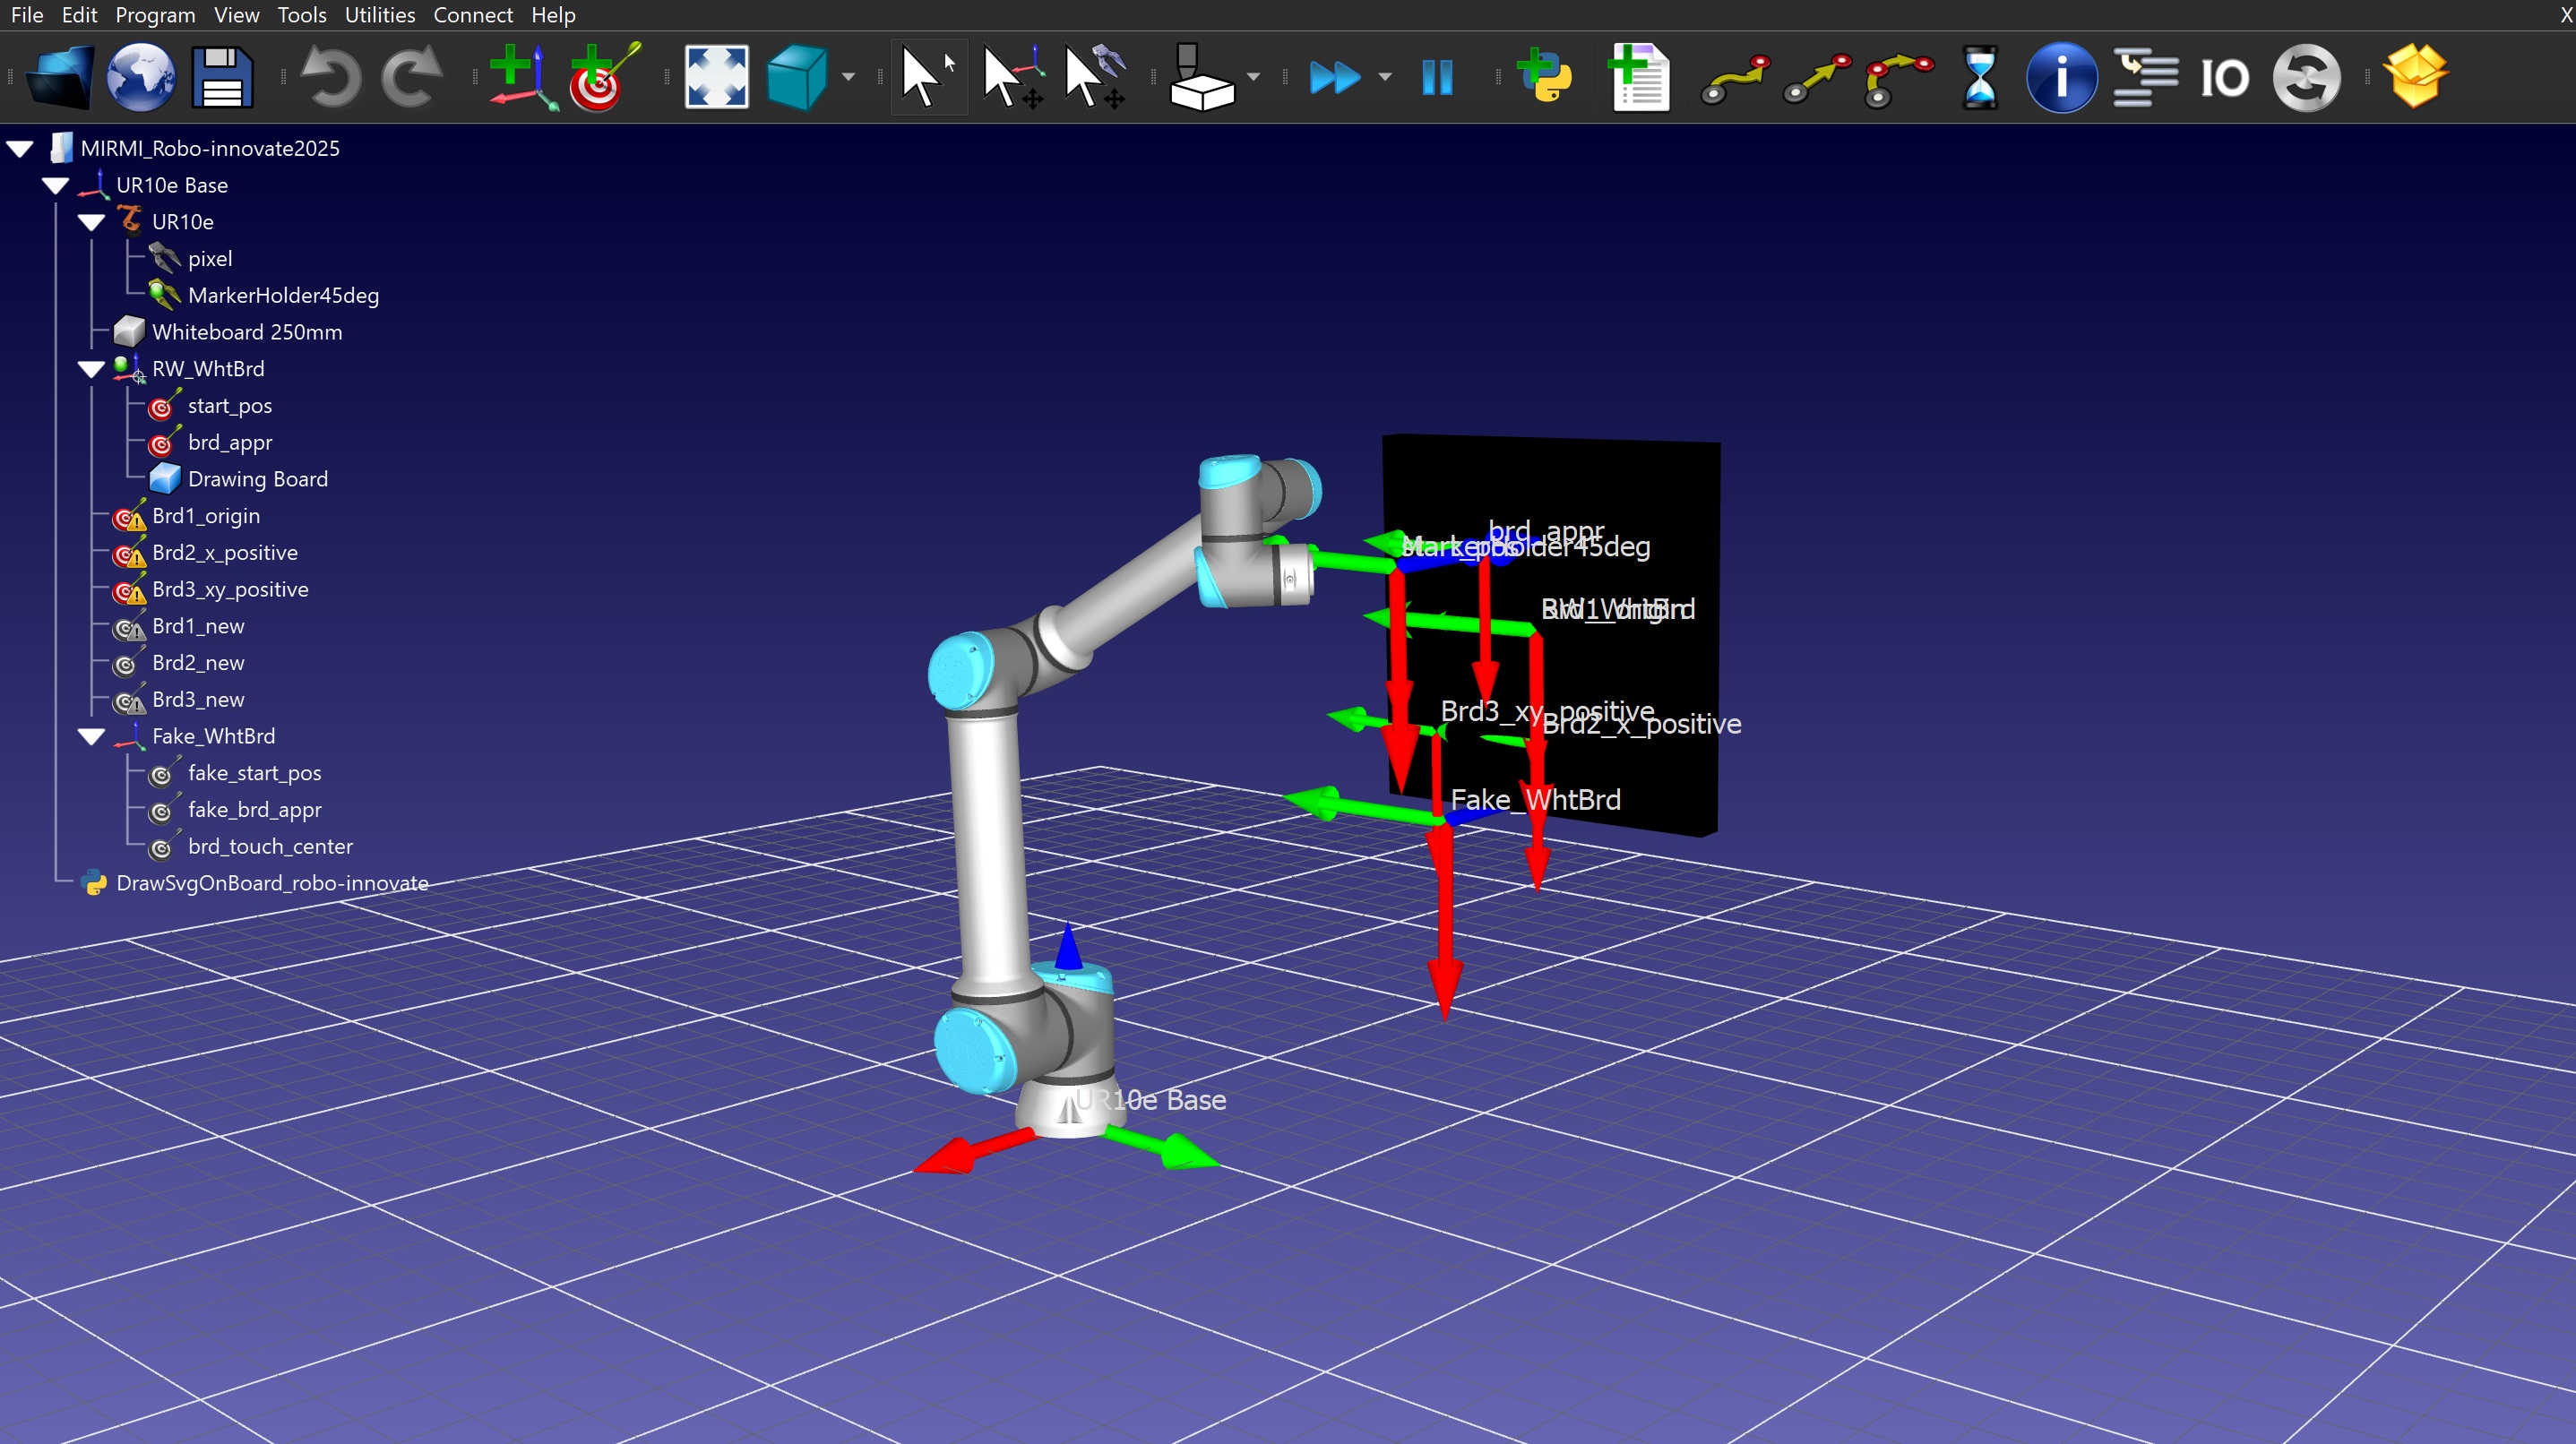 File Edit Program View Tools Utilities Connect Help X
IO
MIRMI_Robo-innovate2025
UR10e Base
UR10e
pixel
MarkerHolder45deg
Whiteboard 250mm
RW_WhtBrd
start_pos
brd_appr
Drawing Board
Brd1_origin
Brd2_x_positive
Brd3_xy_positive
Brd1_new
Brd2_new
Brd3_new
Fake_WhtBrd
fake_start_pos
fake_brd_appr
brd_touch_center
DrawSvgOnBoard_robo-innovate
brd_appr
start_pos
MarkerHolder45deg
RW_WhtBrd
Brd1_origin
Brd3_xy_positive
Brd2_x_positive
Fake_WhtBrd
UR10e Base